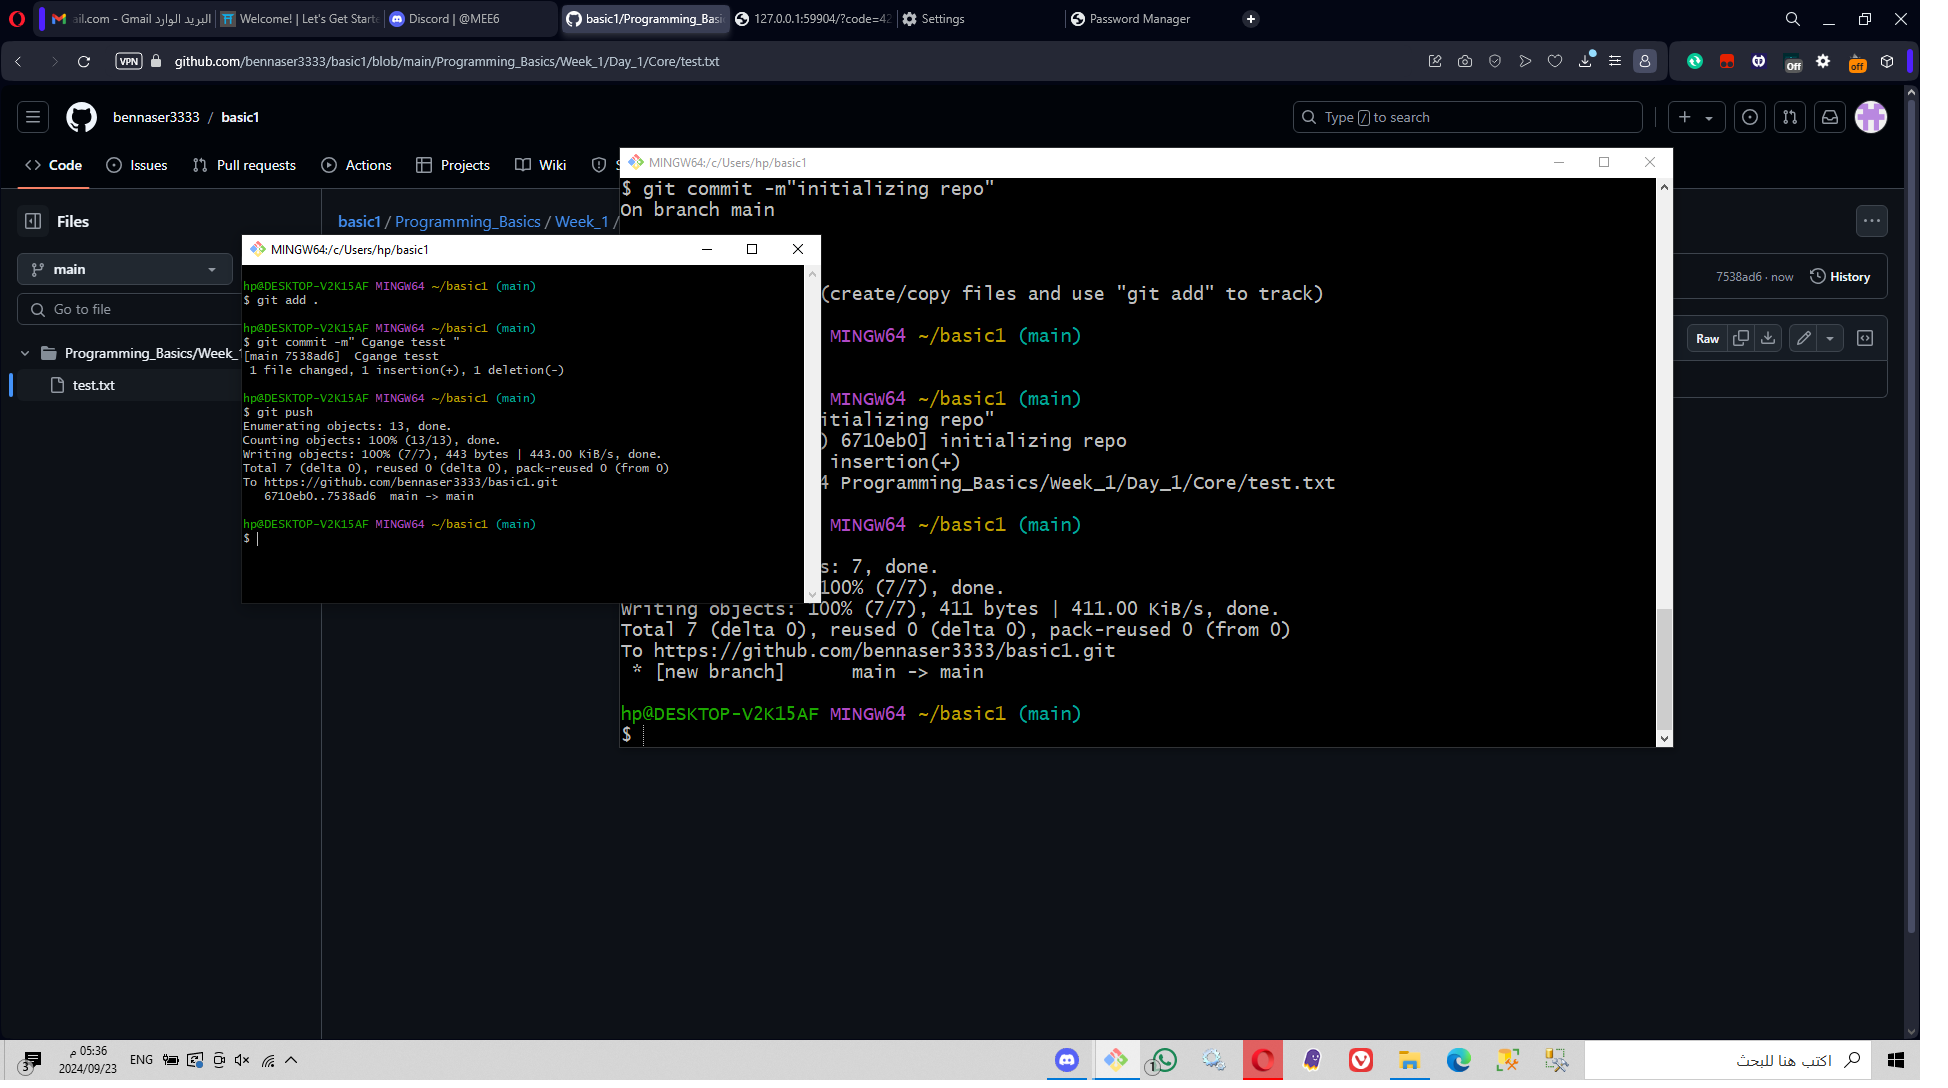 ail.com - Gmail البريد الوارد
Welcome! | Let's Get Starte
Discord | @MEE6
basic1/Programming_Basi
127.0.0.1:59904/?code=42
Settings
Password Manager
VPN
github.com/bennaser3333/basic1/blob/main/Programming_Basics/Week_1/Day_1/Core/test.txt
Off
off
bennaser3333 / basic1
Type / to search
Code
Issues
Pull requests
Actions
Projects
Wiki
S
Files
basic1 / Programming_Basics / Week_1 /
main
Go to file
Programming_Basics/Week_1
test.txt
7538ad6 · now
History
Raw
MINGW64:/c/Users/hp/basic1
$ git commit -m"initializing repo"
On branch main
(create/copy files and use "git add" to track)
MINGW64 ~/basic1 (main)
MINGW64 ~/basic1 (main)
itializing repo"
) 6710eb0] initializing repo
insertion(+)
4 Programming_Basics/Week_1/Day_1/Core/test.txt
MINGW64 ~/basic1 (main)
s: 7, done.
100% (7/7), done.
Writing objects: 100% (7/7), 411 bytes | 411.00 KiB/s, done.
Total 7 (delta 0), reused 0 (delta 0), pack-reused 0 (from 0)
To https://github.com/bennaser3333/basic1.git
* [new branch]      main -> main
hp@DESKTOP-V2K15AF MINGW64 ~/basic1 (main)
$
MINGW64:/c/Users/hp/basic1
hp@DESKTOP-V2K15AF MINGW64 ~/basic1 (main)
$ git add .
hp@DESKTOP-V2K15AF MINGW64 ~/basic1 (main)
$ git commit -m" Cgange tesst "
[main 7538ad6]  Cgange tesst
1 file changed, 1 insertion(+), 1 deletion(-)
hp@DESKTOP-V2K15AF MINGW64 ~/basic1 (main)
$ git push
Enumerating objects: 13, done.
Counting objects: 100% (13/13), done.
Writing objects: 100% (7/7), 443 bytes | 443.00 KiB/s, done.
Total 7 (delta 0), reused 0 (delta 0), pack-reused 0 (from 0)
To https://github.com/bennaser3333/basic1.git
6710eb0..7538ad6  main -> main
hp@DESKTOP-V2K15AF MINGW64 ~/basic1 (main)
$
3
05:36 م
2024/09/23
ENG
1
اكتب هنا للبحث